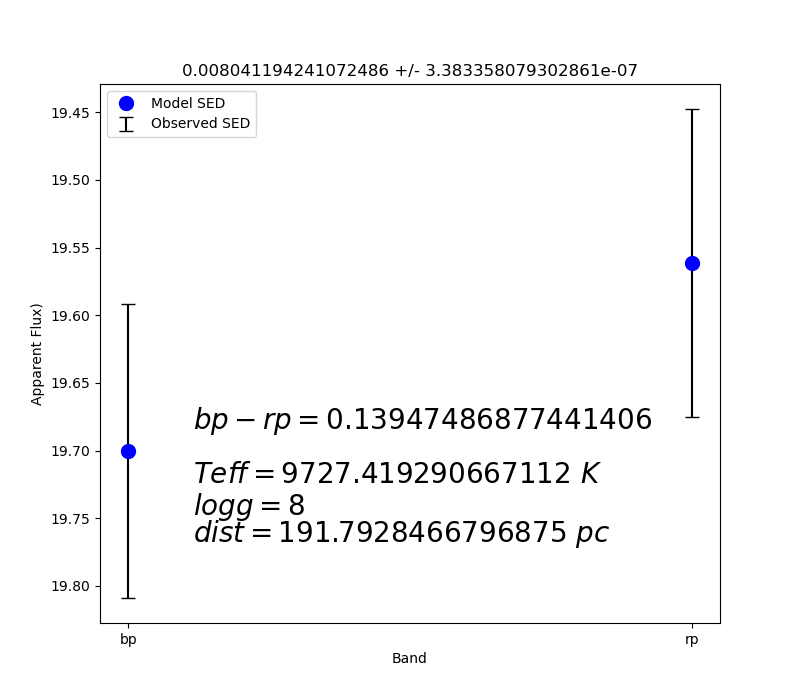 0.008041194241072486 +/- 3.383358079302861e-07
Model SED
Observed SED
19.45
19.50
19.55
19.60
19.65
19.70
19.75
19.80
Apparent Flux)
bp − rp = 0.13947486877441406
Teff = 9727.419290667112 K
logg = 8
dist = 191.7928466796875 pc
bp
rp
Band